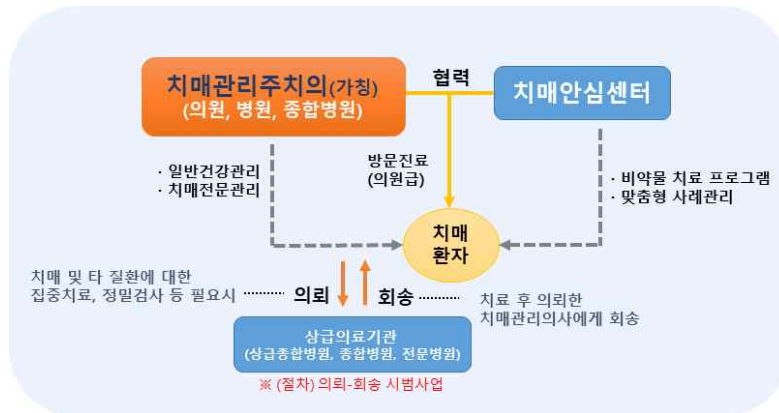 치매관리주치의(가칭)
(의원, 병원, 종합병원)
협력
치매안심센터
· 일반건강관리
· 치매전문관리
방문진료
(의원급)
· 비약물 치료 프로그램
· 맞춤형 사례관리
치매
환자
치매 및 타 질환에 대한
집중치료, 정밀검사 등 필요시
의뢰
회송
치료 후 의뢰한
치매관리의사에게 회송
상급의료기관
(상급종합병원, 종합병원, 전문병원)
※ (절차) 의뢰-회송 시범사업